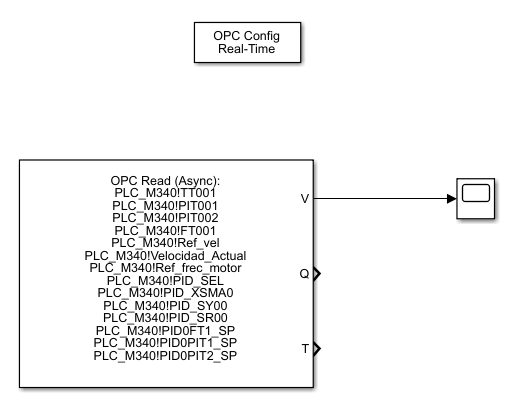 OPC Config
Real-Time
OPC Read (Async):
PLC_M340!TT001
PLC_M340!PIT001
V
PLC_M340!PIT002
PLC_M340!FT001
PLC_M340!Ref_vel
PLC_M340!Velocidad_Actual
PLC_M340!Ref_frec_motor
Q
PLC_M340!PID_SEL
PLC_M340!PID_XSMA0
PLC_M340!PID_SY00
PLC_M340!PID_SR00
PLC_M340!PID0FT1_SP
PLC_M340!PID0PIT1_SP
T
PLC_M340!PID0PIT2_SP